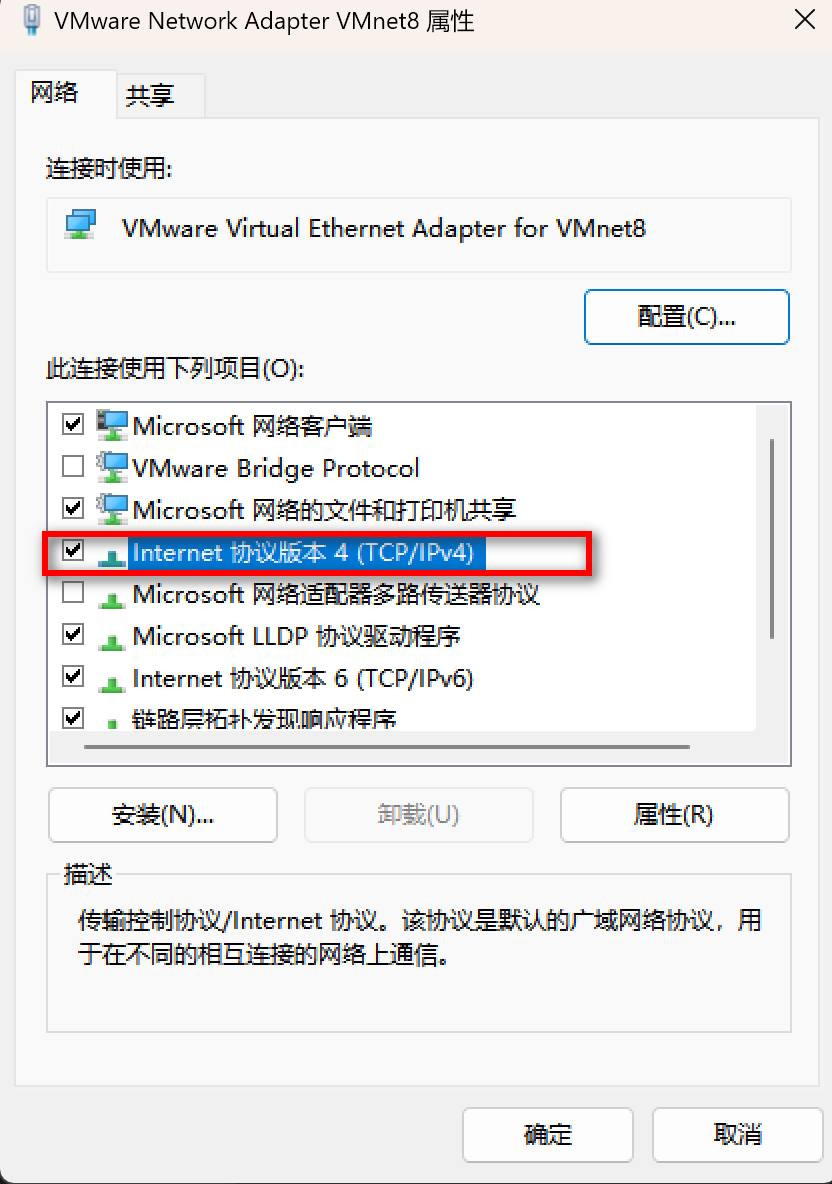 VMware Network Adapter VMnet8 属性
网络
共享
连接时使用:
VMware Virtual Ethernet Adapter for VMnet8
配置(C)...
此连接使用下列项目(O):
Microsoft 网络客户端
VMware Bridge Protocol
Microsoft 网络的文件和打印机共享
Internet 协议版本 4 (TCP/IPv4)
Microsoft 网络适配器多路传送器协议
Microsoft LLDP 协议驱动程序
Internet 协议版本 6 (TCP/IPv6)
链路层拓扑发现响应程序
安装(N)...
卸载(U)
属性(R)
描述
传输控制协议/Internet 协议。该协议是默认的广域网络协议，用
于在不同的相互连接的网络上通信。
确定
取消